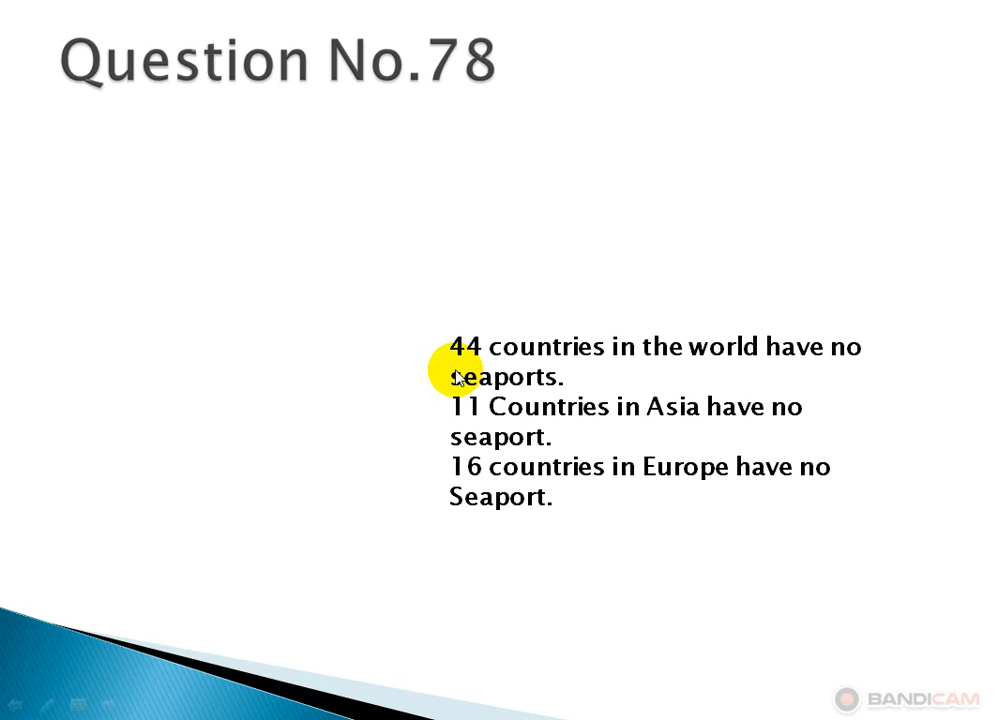 Question No.78
44 countries in the world have no
seaports.
11 Countries in Asia have no
seaport.
16 countries in Europe have no
Seaport.
BANDICAM